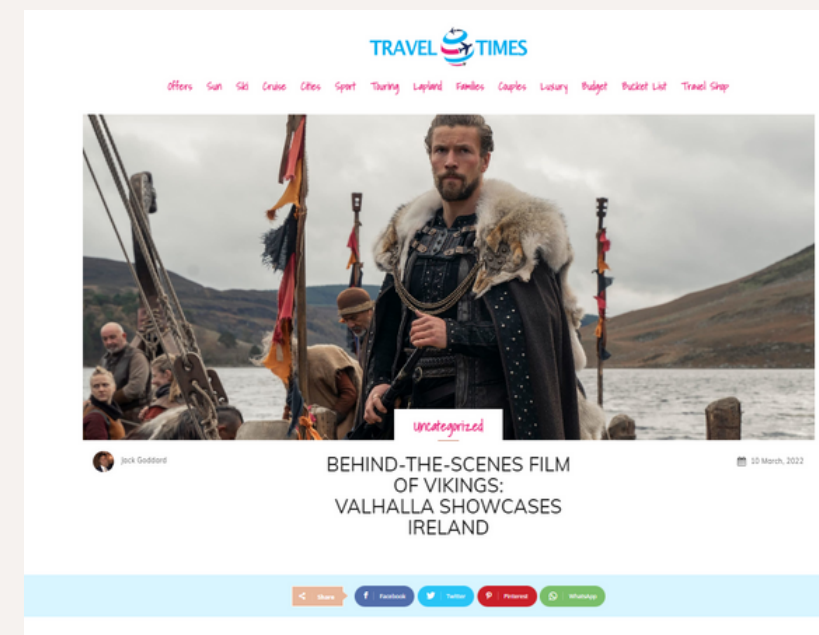 TRAVEL TIMES
Offers Sun Ski Cruise Cities Sport Touring Lapland Families Couples Luxury Budget Bucket List Travel Shop
Uncategorized
Jack Goddard
BEHIND-THE-SCENES FILM
OF VIKINGS:
VALHALLA SHOWCASES
IRELAND
10 March, 2022
Share Facebook Twitter Pinterest WhatsApp